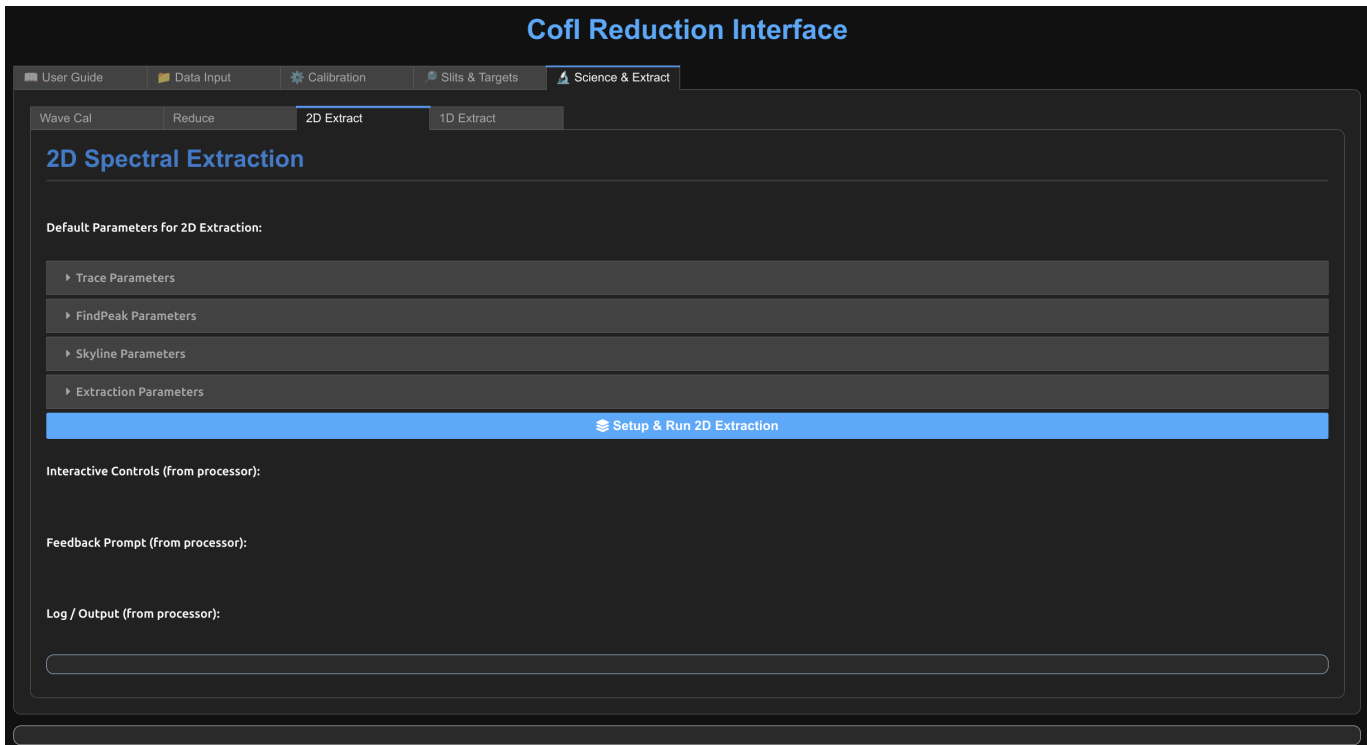 Cofl Reduction Interface
User Guide
Data Input
Calibration
Slits & Targets
Science & Extract
Wave Cal
Reduce
2D Extract
1D Extract
2D Spectral Extraction
Default Parameters for 2D Extraction:
Trace Parameters
FindPeak Parameters
Skyline Parameters
Extraction Parameters
Setup & Run 2D Extraction
Interactive Controls (from processor):
Feedback Prompt (from processor):
Log / Output (from processor):